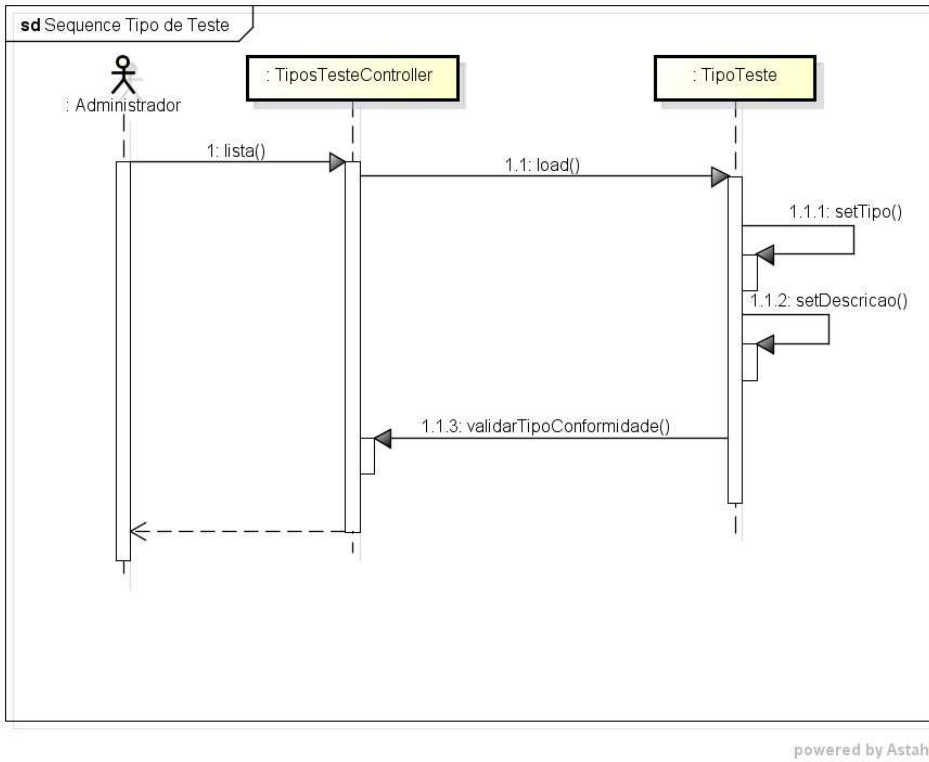 sd Sequence Tipo de Teste
: Administrador
: TiposTesteController
: TipoTeste
1: lista()
1.1: load()
1.1.1: setTipo()
1.1.2: setDescricao()
1.1.3: validarTipoConformidade()
powered by Astah